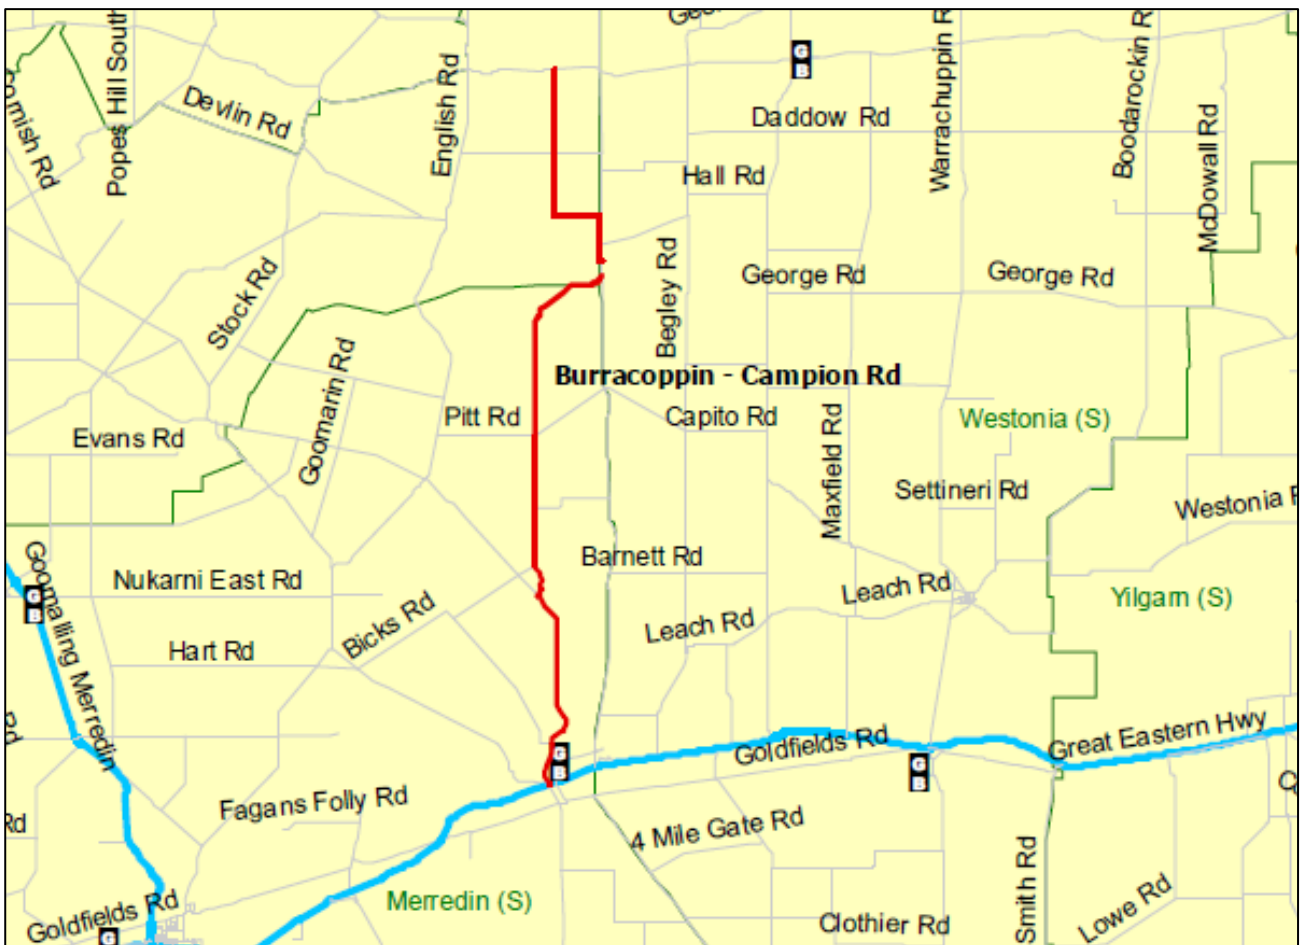 Popes Hill South
Devlin Rd
English Rd
Daddow Rd
Warrachuppin R
Boodarockin R
McDowall Rd
Hall Rd
G
B
Stock Rd
Begley Rd
George Rd
George Rd
Goomarin Rd
Burracoppin - Campion Rd
Pitt Rd
Capito Rd
Maxfield Rd
Westonia (S)
Evans Rd
Settineri Rd
Westonia
Barnett Rd
Goomalling Merredin
G
B
Nukarni East Rd
Bicks Rd
Leach Rd
Leach Rd
Yilgarn (S)
Hart Rd
Rd
G
B
Goldfields Rd
G
B
Great Eastern Hwy
Fagans Folly Rd
4 Mile Gate Rd
Rd
Smith Rd
Merredin (S)
Goldfields Rd
G
Clothier Rd
Lowe Rd